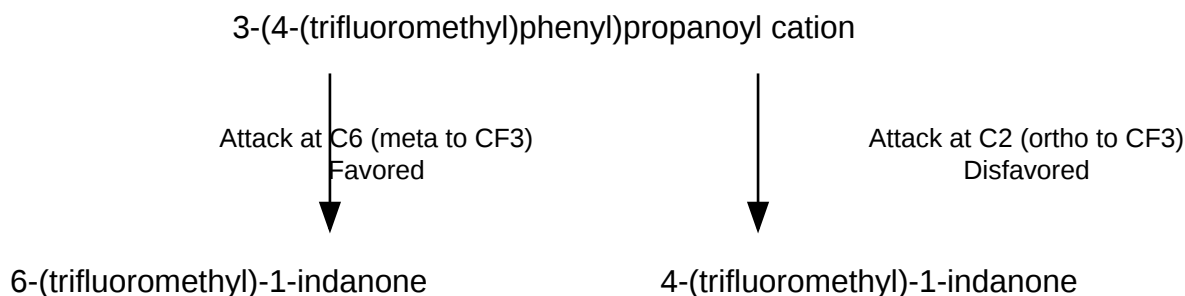 3-(4-(trifluoromethyl)phenyl)propanoyl cation
Attack at C6 (meta to CF3)
Favored
Attack at C2 (ortho to CF3)
Disfavored
6-(trifluoromethyl)-1-indanone
4-(trifluoromethyl)-1-indanone